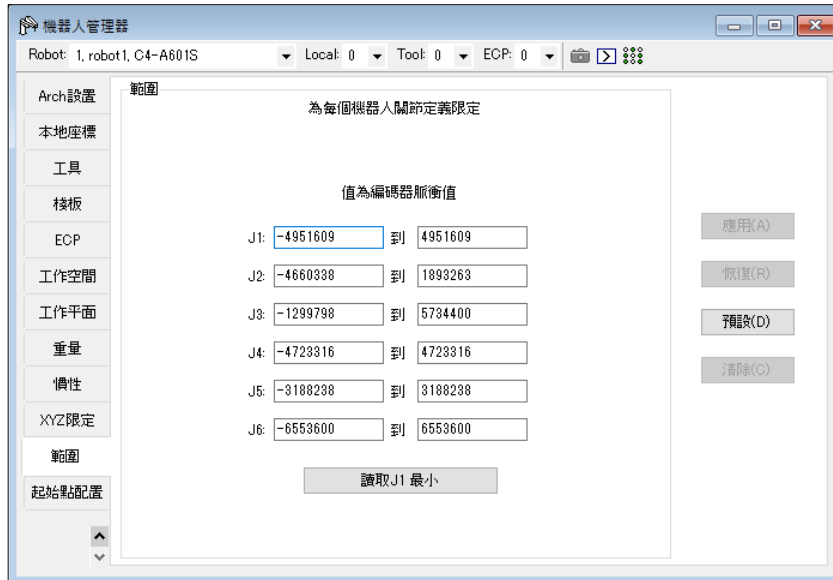 機器人管理器
Robot: 1, robot1, C4-A601S Local: 0 Tool: 0 ECP: 0
Arch設置
本地座標
工具
棧板
ECP
工作空間
工作平面
重量
慣性
XYZ限定
範圍
起始點配置
範圍
為每個機器人關節定義限定
值為編碼器脈衝值
J1: -4951609 到 4951609
J2: -4660338 到 1893263
J3: -1299798 到 5734400
J4: -4723316 到 4723316
J5: -3188238 到 3188238
J6: -6553600 到 6553600
讀取J1 最小
應用(A)
恢復(R)
預設(D)
清除(C)